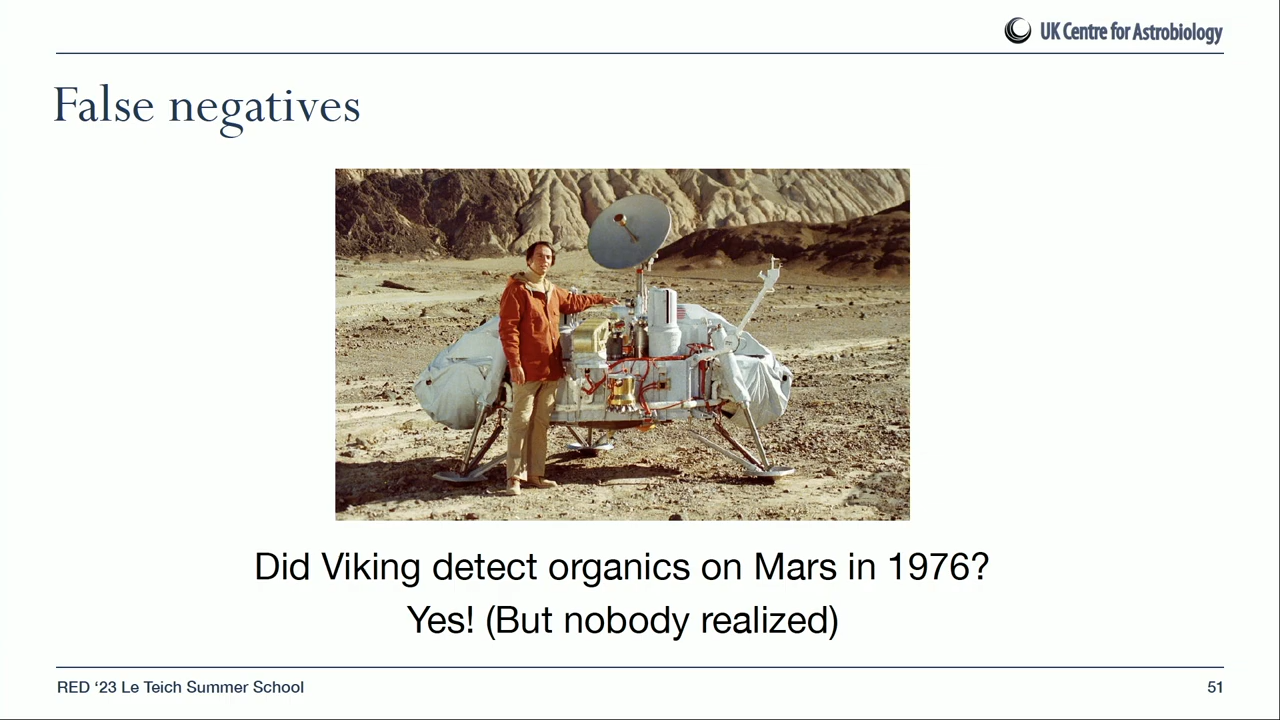 UK Centre for Astrobiology
False negatives
Did Viking detect organics on Mars in 1976?
Yes! (But nobody realized)
RED ‘23 Le Teich Summer School
51